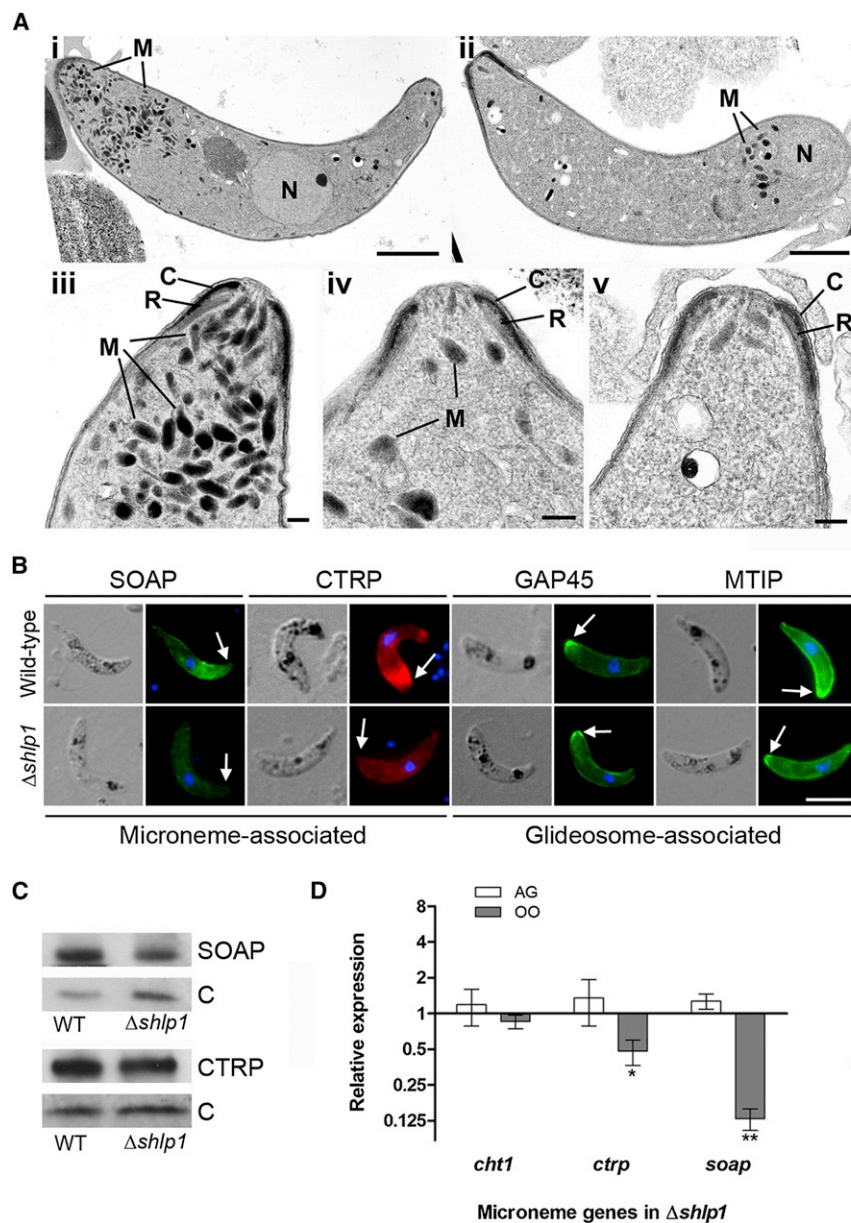 A
i
M
N
ii
M
N
iii
C
R
M
iv
C
R
M
v
C
R
B
SOAP CTRP GAP45 MTIP
Wild-type
Δshlp1
Microneme-associated Glideosome-associated
C
SOAP
C
WT Δshlp1
CTRP
C
WT Δshlp1
D
AG
OO
Relative expression
8
4
2
1
0.5
0.25
0.125
*
**
cht1 ctrp soap
Microneme genes in Δshlp1